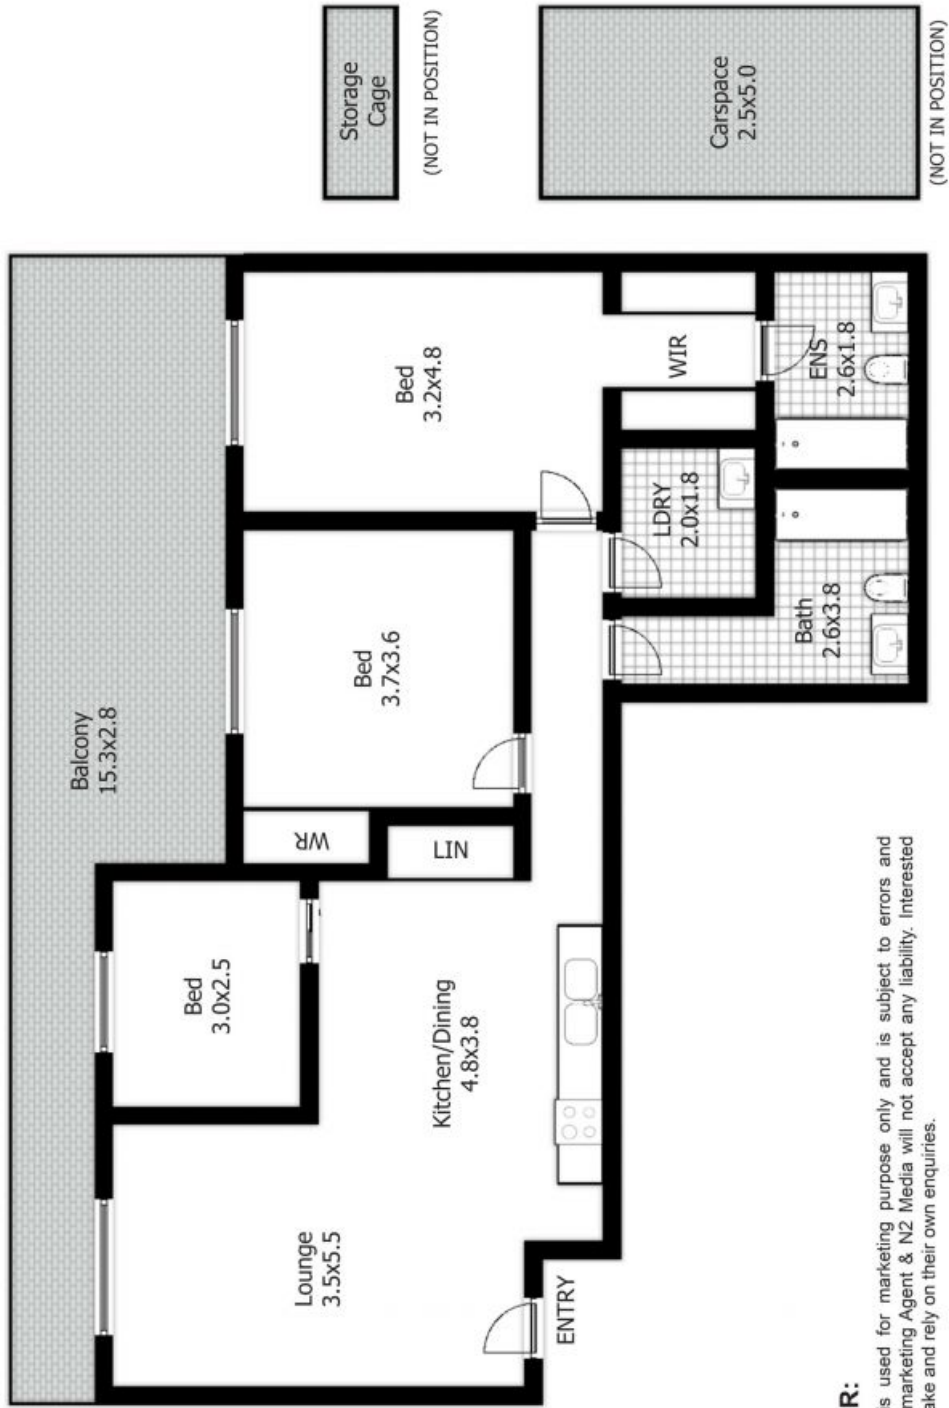 Balcony
15.3x2.8
Bed
3.0x2.5
Bed
3.7x3.6
Bed
3.2x4.8
Lounge
3.5x5.5
Kitchen/Dining
4.8x3.8
WR
LIN
WIR
LDRY
2.0x1.8
Bath
2.6x3.8
ENS
2.6x1.8
ENTRY
Storage
Cage
(NOT IN POSITION)
Carspace
2.5x5.0
(NOT IN POSITION)
R:
is used for marketing purpose only and is subject to errors and
marketing Agent & N2 Media will not accept any liability. Interested
ake and rely on their own enquiries.